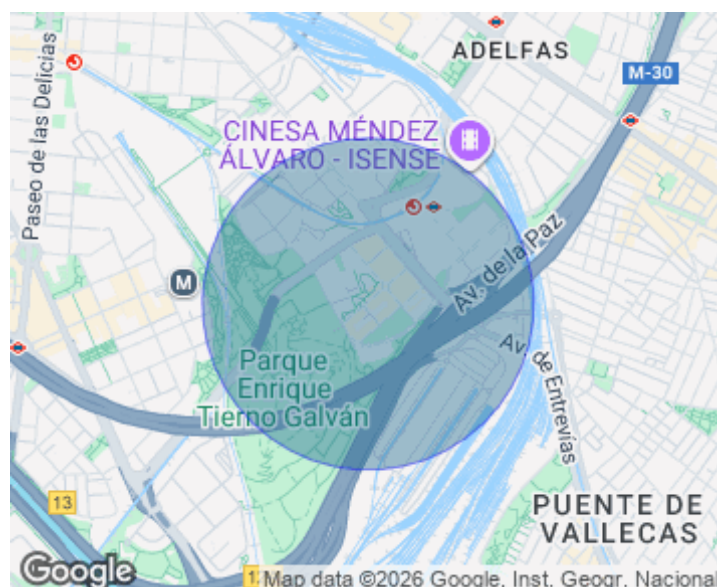 ADELFAS
M-30
Paseo de las Delicias
CINESA MÉNDEZ
ÁLVARO - ISENSE
Av. de la Paz
M
Av. de Entrevías
Parque
Enrique
Tierno Galván
13
PUENTE DE
VALLECAS
Google
Map data ©2026 Google, Inst. Geogr. Nacional